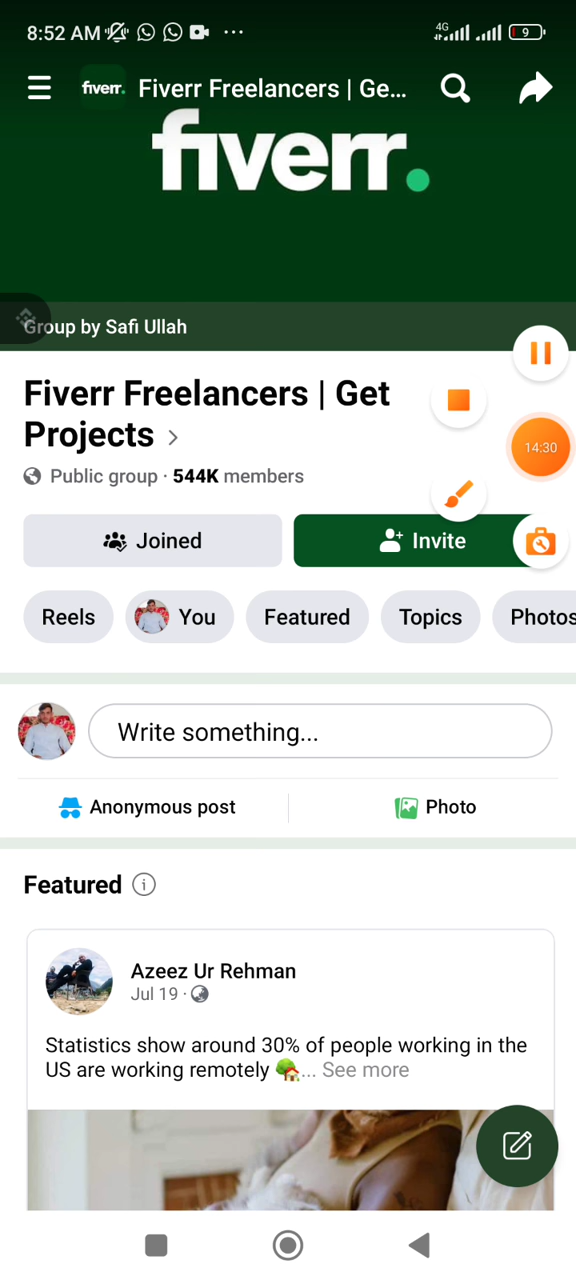 8:52 AM
4G
9
fiverr.
Fiverr Freelancers | Ge...
fiverr.
Group by Safi Ullah
Fiverr Freelancers | Get
Projects
14:30
Public group · 544K members
Joined
Invite
Reels
You
Featured
Topics
Photos
Write something...
Anonymous post
Photo
Featured
Azeez Ur Rehman
Jul 19 ·
Statistics show around 30% of people working in the
US are working remotely 🏡... See more